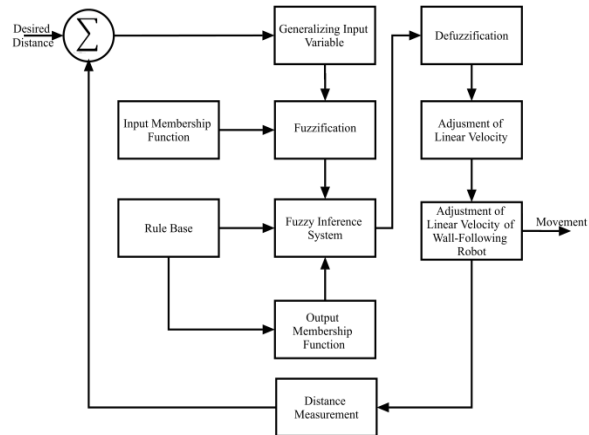 Desired
Distance
Σ
Generalizing Input
Variable
Defuzzification
Input Membership
Function
Fuzzification
Adjusment of
Linear Velocity
Rule Base
Fuzzy Inference
System
Adjustment of
Linear Velocity of
Wall-Following
Robot
Movement
Output
Membership
Function
Distance
Measurement